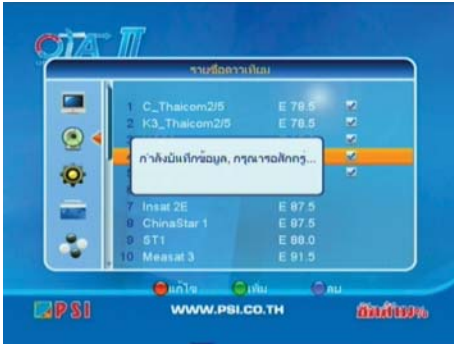 OTA II
รายชื่อดาวเทียม
1 C_Thaicom2/5 E 78.5
2 K3_Thaicom2/5 E 78.5
กำลังบันทึกข้อมูล, กรุณารอสักครู่...
7 Insat 2E E 87.5
8 ChinaStar 1 E 87.5
9 ST1 E 88.0
10 Measat 3 E 91.5
แก้ไข เพิ่ม ลบ
PSI WWW.PSI.CO.TH